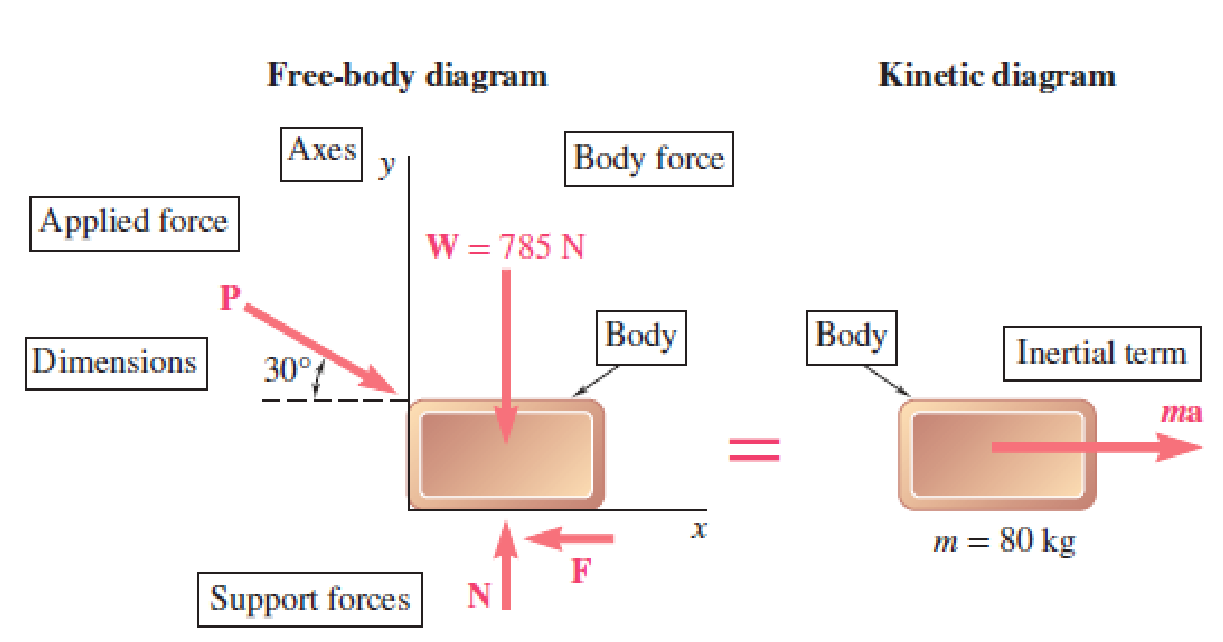 Free-body diagram
Kinetic diagram
Axes
y
Body force
Applied force
W = 785 N
P
Body
Body
Dimensions
30°
Inertial term
ma
=
x
m = 80 kg
F
N
Support forces